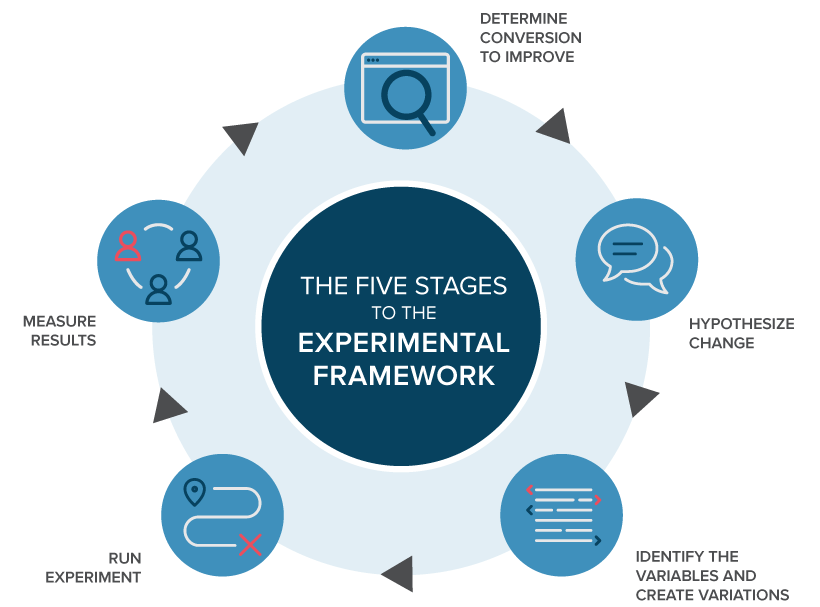 DETERMINE
CONVERSION
TO IMPROVE
THE FIVE STAGES
TO THE
EXPERIMENTAL
FRAMEWORK
HYPOTHESIZE
CHANGE
IDENTIFY THE
VARIABLES AND
CREATE VARIATIONS
RUN
EXPERIMENT
MEASURE
RESULTS